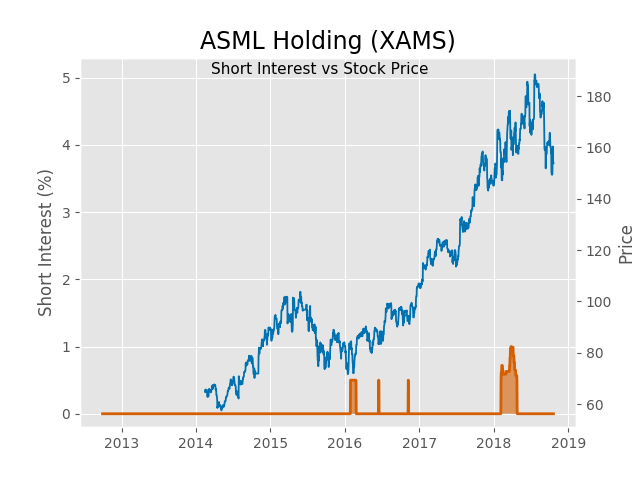 ASML Holding (XAMS)
Short Interest vs Stock Price
Short Interest (%)
5
4
3
2
1
0
180
160
140
120
100
80
60
Price
2013 2014 2015 2016 2017 2018 2019